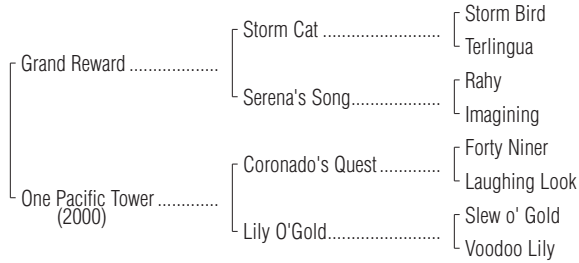 Storm Bird
Storm Cat ........................
Terlingua
Grand Reward ..................
Rahy
Serena's Song..................
Imagining
Forty Niner
Coronado's Quest............
Laughing Look
One Pacific Tower ............
(2000)
Slew o' Gold
Lily O'Gold.......................
Voodoo Lily